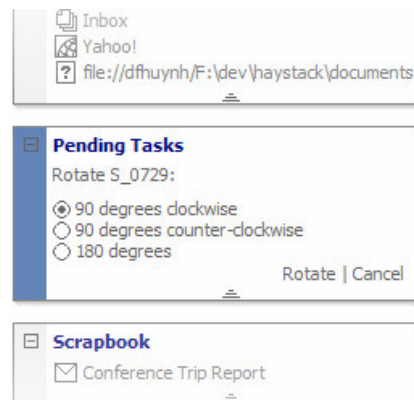 Inbox
Yahoo!
file://dfhuynh/F:\dev\haystack\documents
Pending Tasks
Rotate S_0729:
90 degrees clockwise
90 degrees counter-clockwise
180 degrees
Rotate | Cancel
Scrapbook
Conference Trip Report